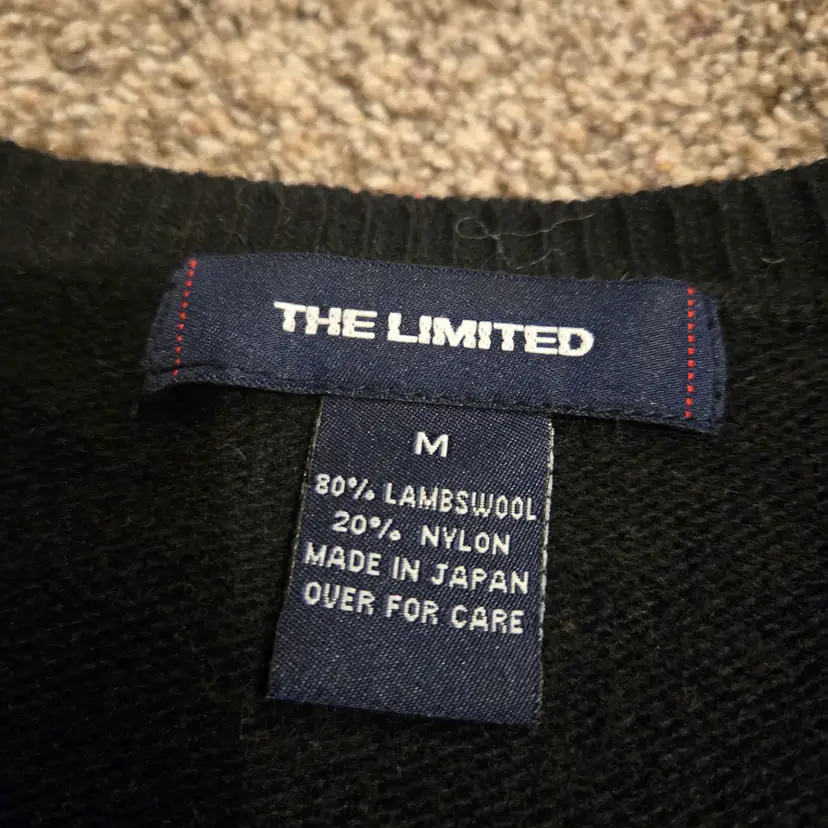 THE LIMITED
M
80% LAMBSWOOL
20% NYLON
MADE IN JAPAN
OVER FOR CARE